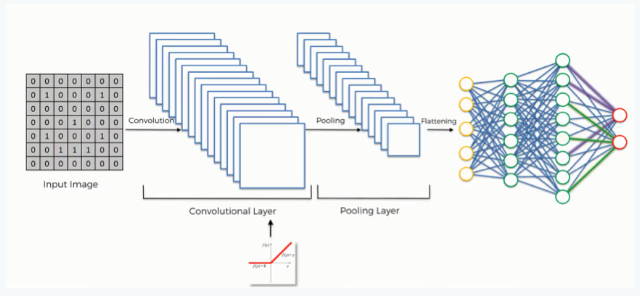 0 0 0 0 0 0 0
0 1 0 0 0 1 0
0 0 0 0 0 0 0
0 0 0 1 0 0 0
0 1 0 0 0 1 0
0 0 1 1 1 0 0
0 0 0 0 0 0 0
Input Image
Convolution
Pooling
Flattening
Convolutional Layer
Pooling Layer